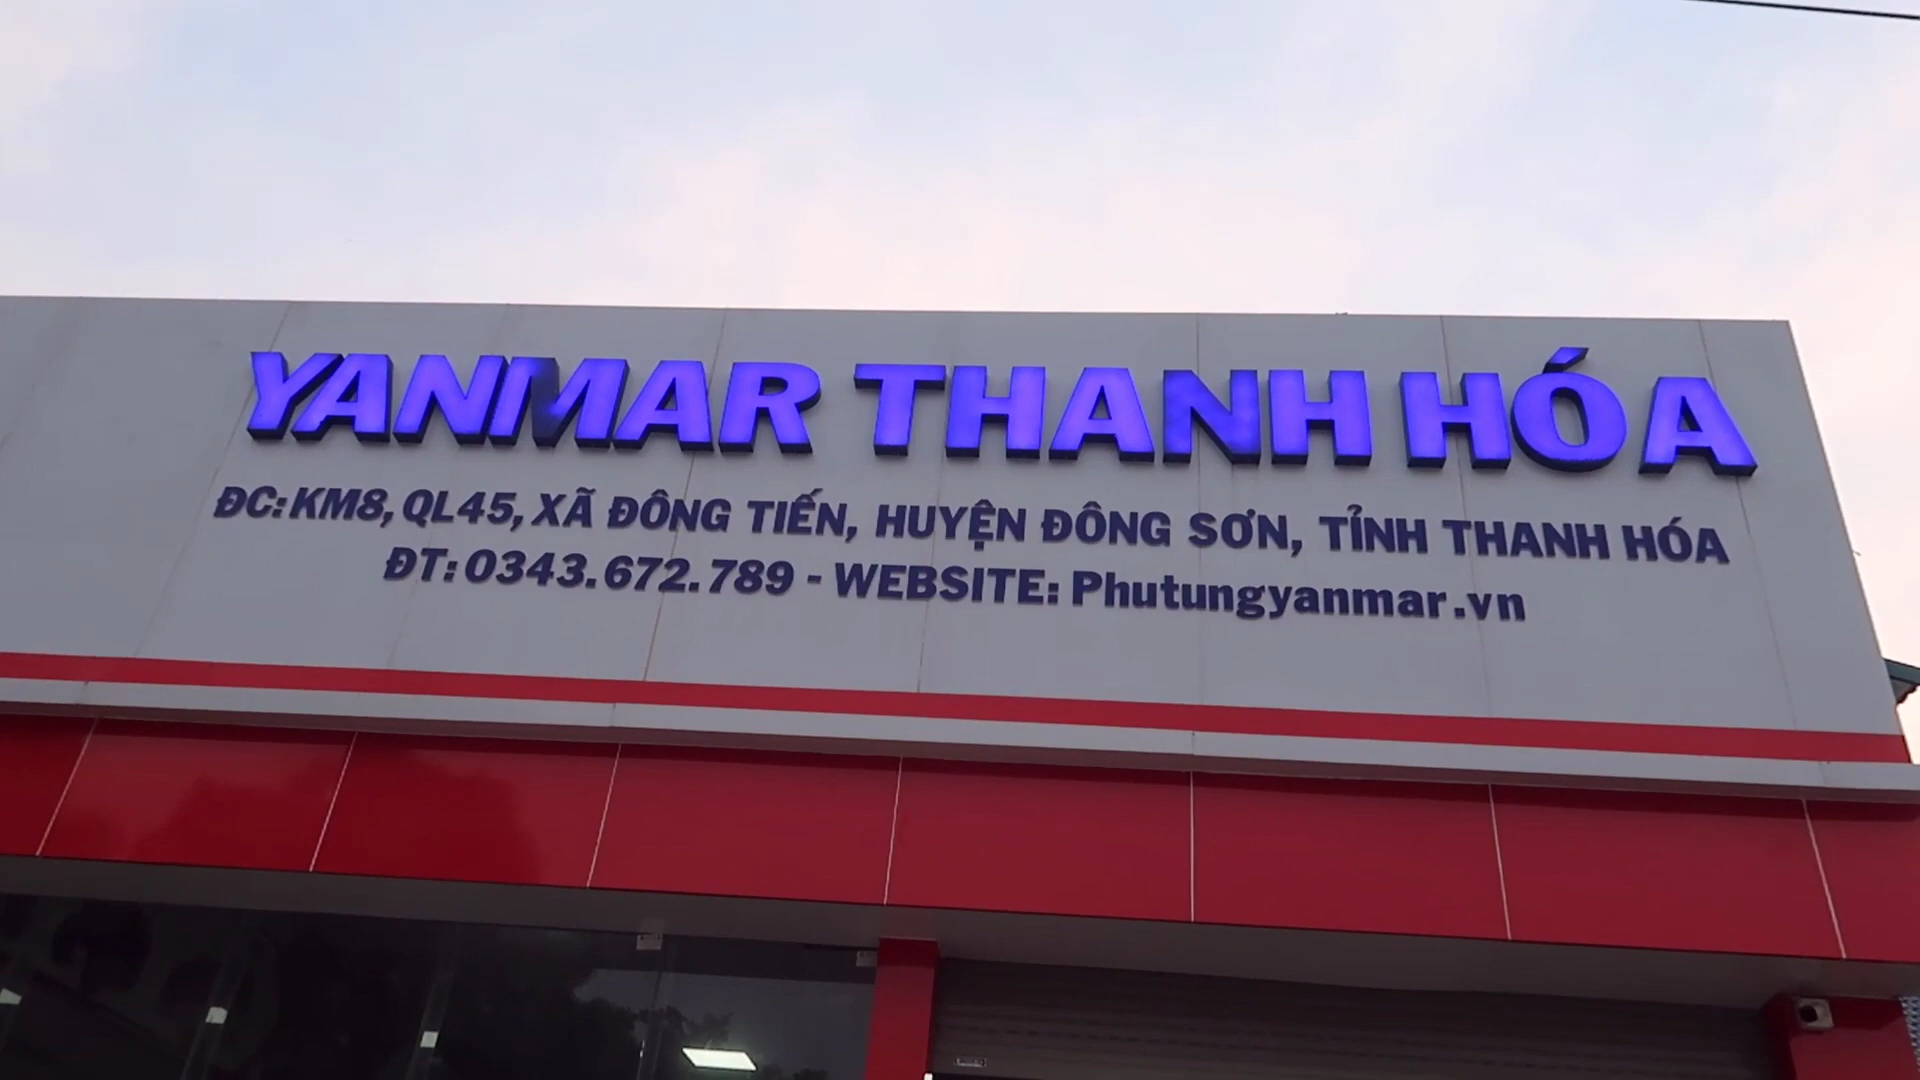 YANMAR THANH HÓA
ĐC: KM8, QL45, XÃ ĐÔNG TIẾN, HUYỆN ĐÔNG SƠN, TỈNH THANH HÓA
ĐT: 0343.672.789 - WEBSITE: Phutungyanmar.vn